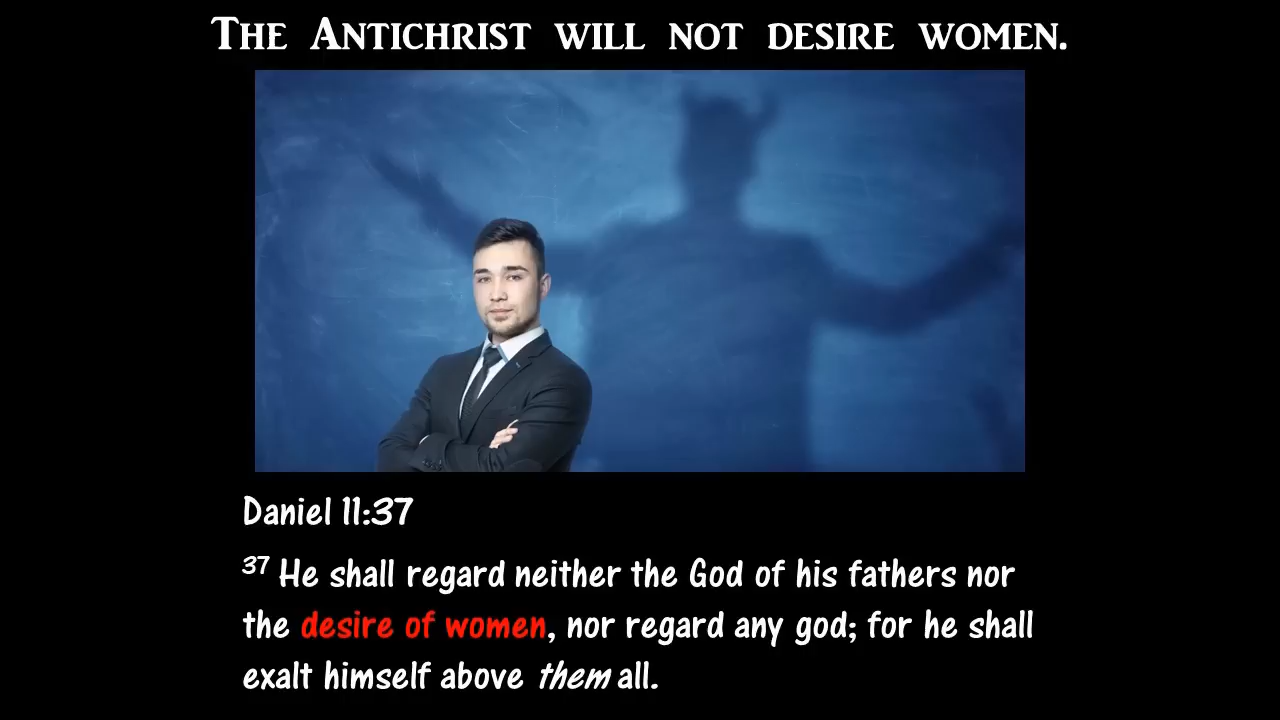 The Antichrist will not desire women.
Daniel 11:37
37 He shall regard neither the God of his fathers nor
the desire of women, nor regard any god; for he shall
exalt himself above them all.